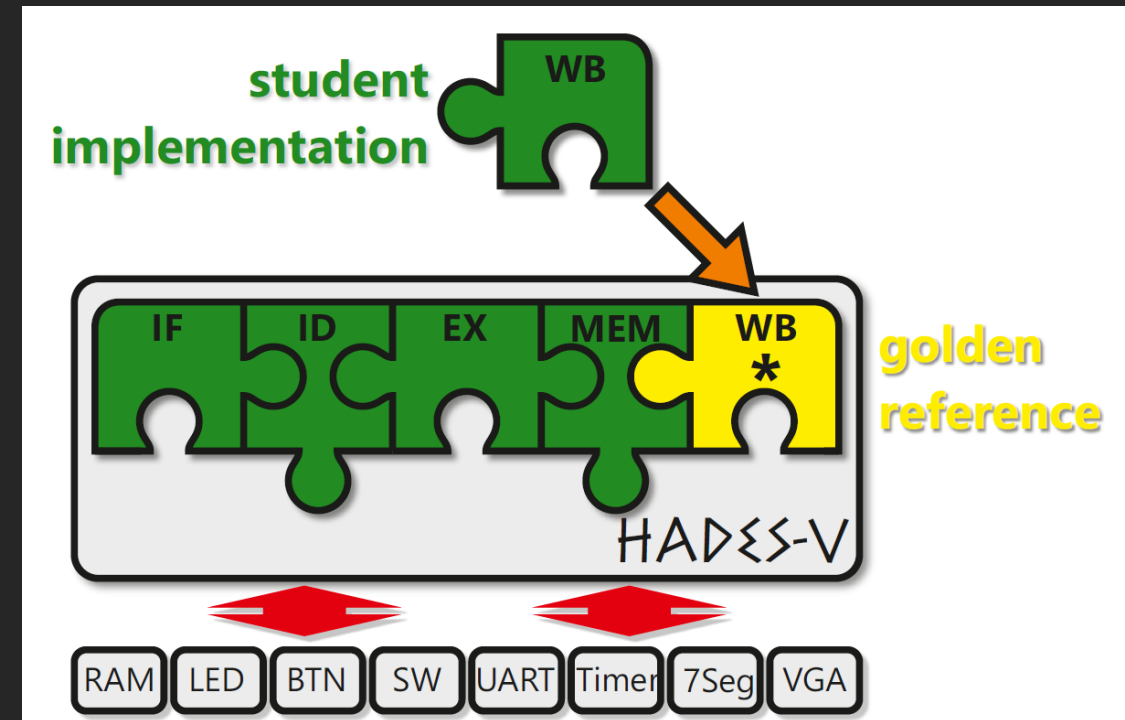 student
implementation
WB
IF ID EX MEM WB
*
golden
reference
HADES-V
RAM LED BTN SW UART Timer 7Seg VGA